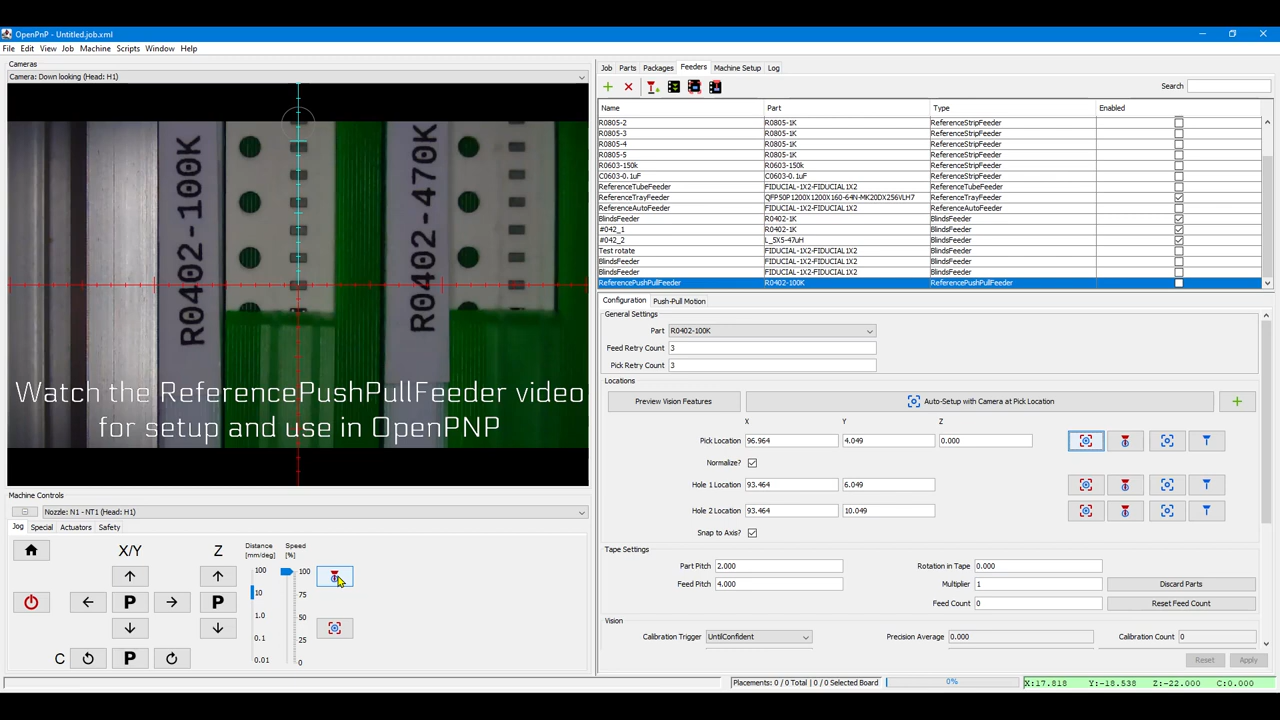 OpenPnP - Untitled.job.xml
File Edit View Job Machine Scripts Window Help
Cameras
Camera: Down looking (Head: H1)
R0402-100K
R0402-470K
Watch the ReferencePushPullFeeder video
for setup and use in OpenPNP
Machine Controls
Nozzle: N1 - NT1 (Head: H1)
Jog Special Actuators Safety
X/Y Z Distance [mm/deg] Speed [%]
100 100
10 75
1.0 50
0.1 25
0.01 0
P P
C P
Job Parts Packages Feeders Machine Setup Log
Search
Name Part Type Enabled
R0805-2 R0805-1K ReferenceStripFeeder
R0805-3 R0805-1K ReferenceStripFeeder
R0805-4 R0805-1K ReferenceStripFeeder
R0805-5 R0805-1K ReferenceStripFeeder
R0603-150k R0805-1K ReferenceStripFeeder
C0603-0.1uF C0603-0.1uF ReferenceStripFeeder
ReferenceTubeFeeder FIDUCIAL-1X2-FIDUCIAL1X2 ReferenceTubeFeeder
ReferenceTrayFeeder QFP50P1200X1200X160-64N-MK20DX256VLH7 ReferenceTrayFeeder
ReferenceAutoFeeder FIDUCIAL-1X2-FIDUCIAL1X2 ReferenceAutoFeeder
BlindsFeeder R0402-1K BlindsFeeder
#042_1 R0402-1K BlindsFeeder
#042_2 L_5X5-47uH BlindsFeeder
Test rotate FIDUCIAL-1X2-FIDUCIAL1X2 BlindsFeeder
BlindsFeeder FIDUCIAL-1X2-FIDUCIAL1X2 BlindsFeeder
BlindsFeeder FIDUCIAL-1X2-FIDUCIAL1X2 BlindsFeeder
ReferencePushPullFeeder R0402-100K ReferencePushPullFeeder
Configuration Push-Pull Motion
General Settings
Part R0402-100K
Feed Retry Count 3
Pick Retry Count 3
Locations
Preview Vision Features Auto-Setup with Camera at Pick Location
X Y Z
Pick Location 96.964 4.049 0.000
Normalize?
Hole 1 Location 93.464 6.049
Hole 2 Location 93.464 10.049
Snap to Axis?
Tape Settings
Part Pitch 2.000 Rotation in Tape 0.000
Feed Pitch 4.000 Multiplier 1 Discard Parts
Feed Count 0 Reset Feed Count
Vision
Calibration Trigger UntilConfident Precision Average 0.000 Calibration Count 0
Reset Apply
Placements: 0 / 0 Total | 0 / 0 Selected Board 0% X:17.818 Y:-18.538 Z:-22.000 C:0.000